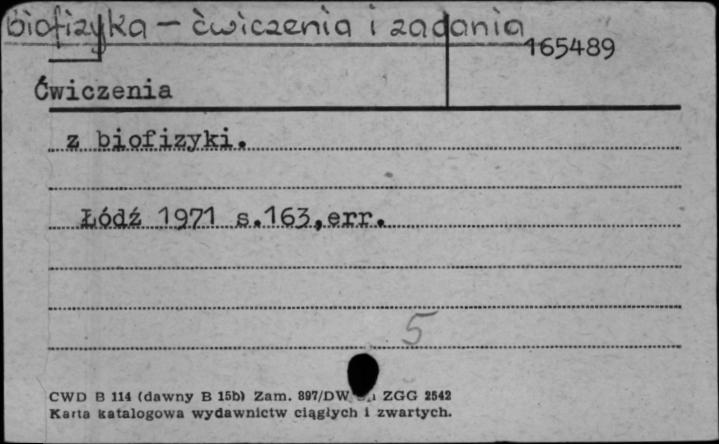 biofizyka — ćwiczenia i zadania
165489
Ćwiczenia
z biofizyki.
Łódź 1971 s.163,err.
5
CWD B 114 (dawny B 15b) Zam. 897/DW ZGG 2542
Karta katalogowa wydawnictw ciągłych i zwartych.